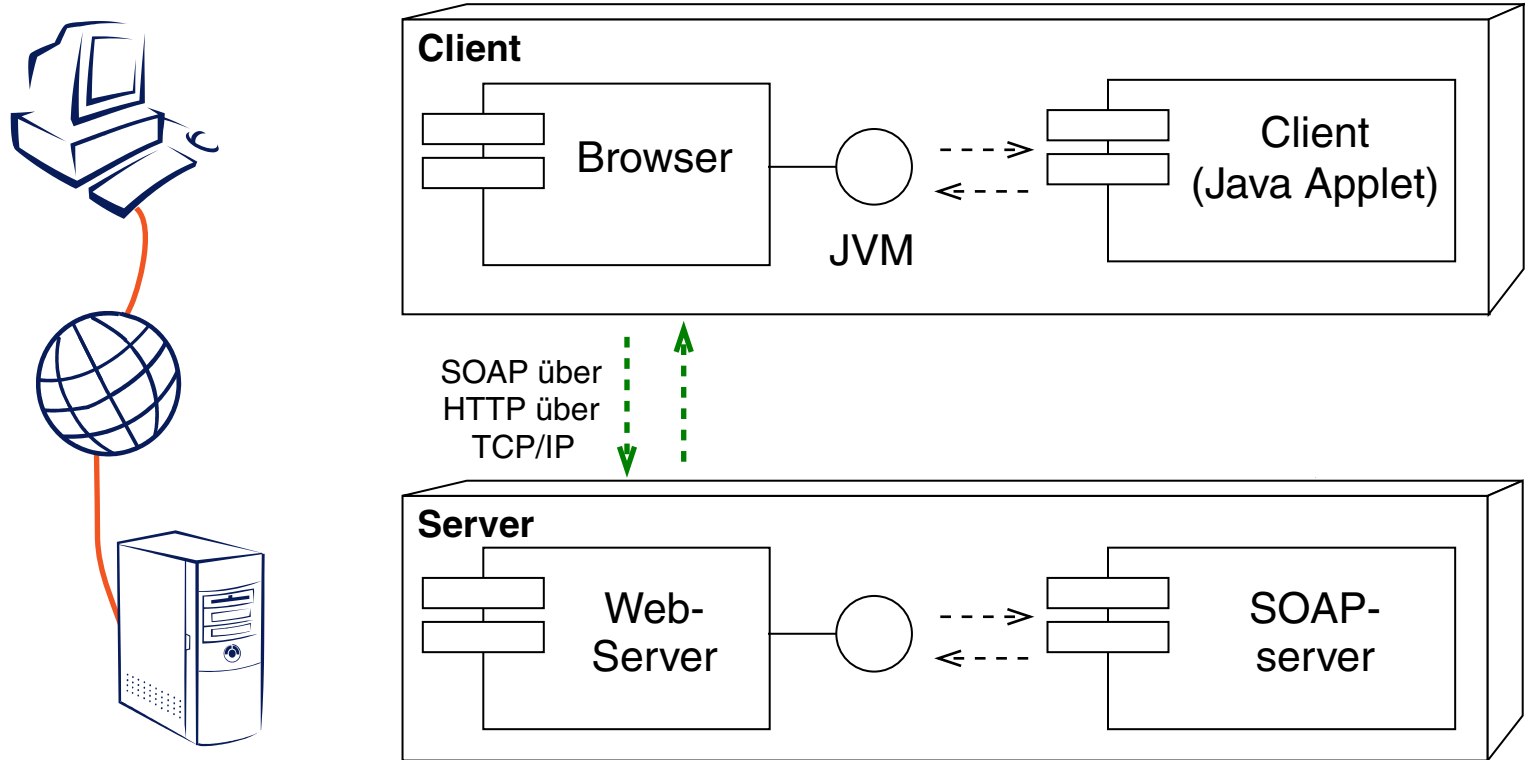 Client
Browser
JVM
Client
(Java Applet)
SOAP über
HTTP über
TCP/IP
Server
Web-
Server
SOAP-
server